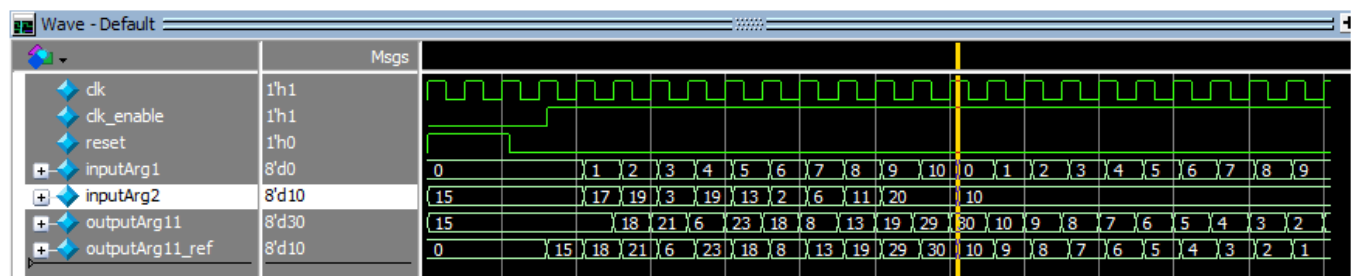 Wave - Default
Msgs
clk 1'h1
clk_enable 1'h1
reset 1'h0
inputArg1 8'd0 0 1 2 3 4 5 6 7 8 9 10 0 1 2 3 4 5 6 7 8 9
inputArg2 8'd10 15 17 19 3 19 13 2 6 11 20 10
outputArg11 8'd30 15 18 21 6 23 18 8 13 19 29 30 10 9 8 7 6 5 4 3 2
outputArg11_ref 8'd10 0 15 18 21 6 23 18 8 13 19 29 30 10 9 8 7 6 5 4 3 2 1